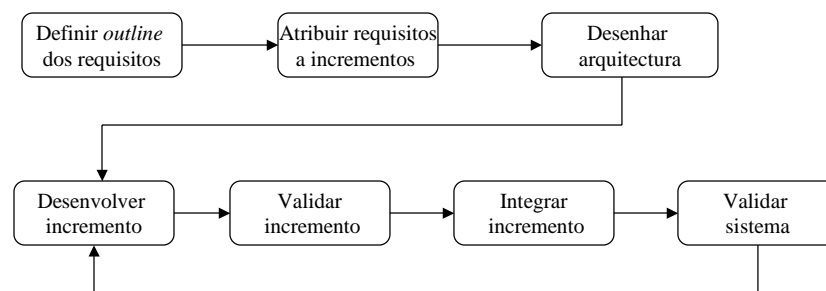 Definir outline
dos requisitos
Atribuir requisitos
a incrementos
Desenhar
arquitectura
Desenvolver
incremento
Validar
incremento
Integrar
incremento
Validar
sistema